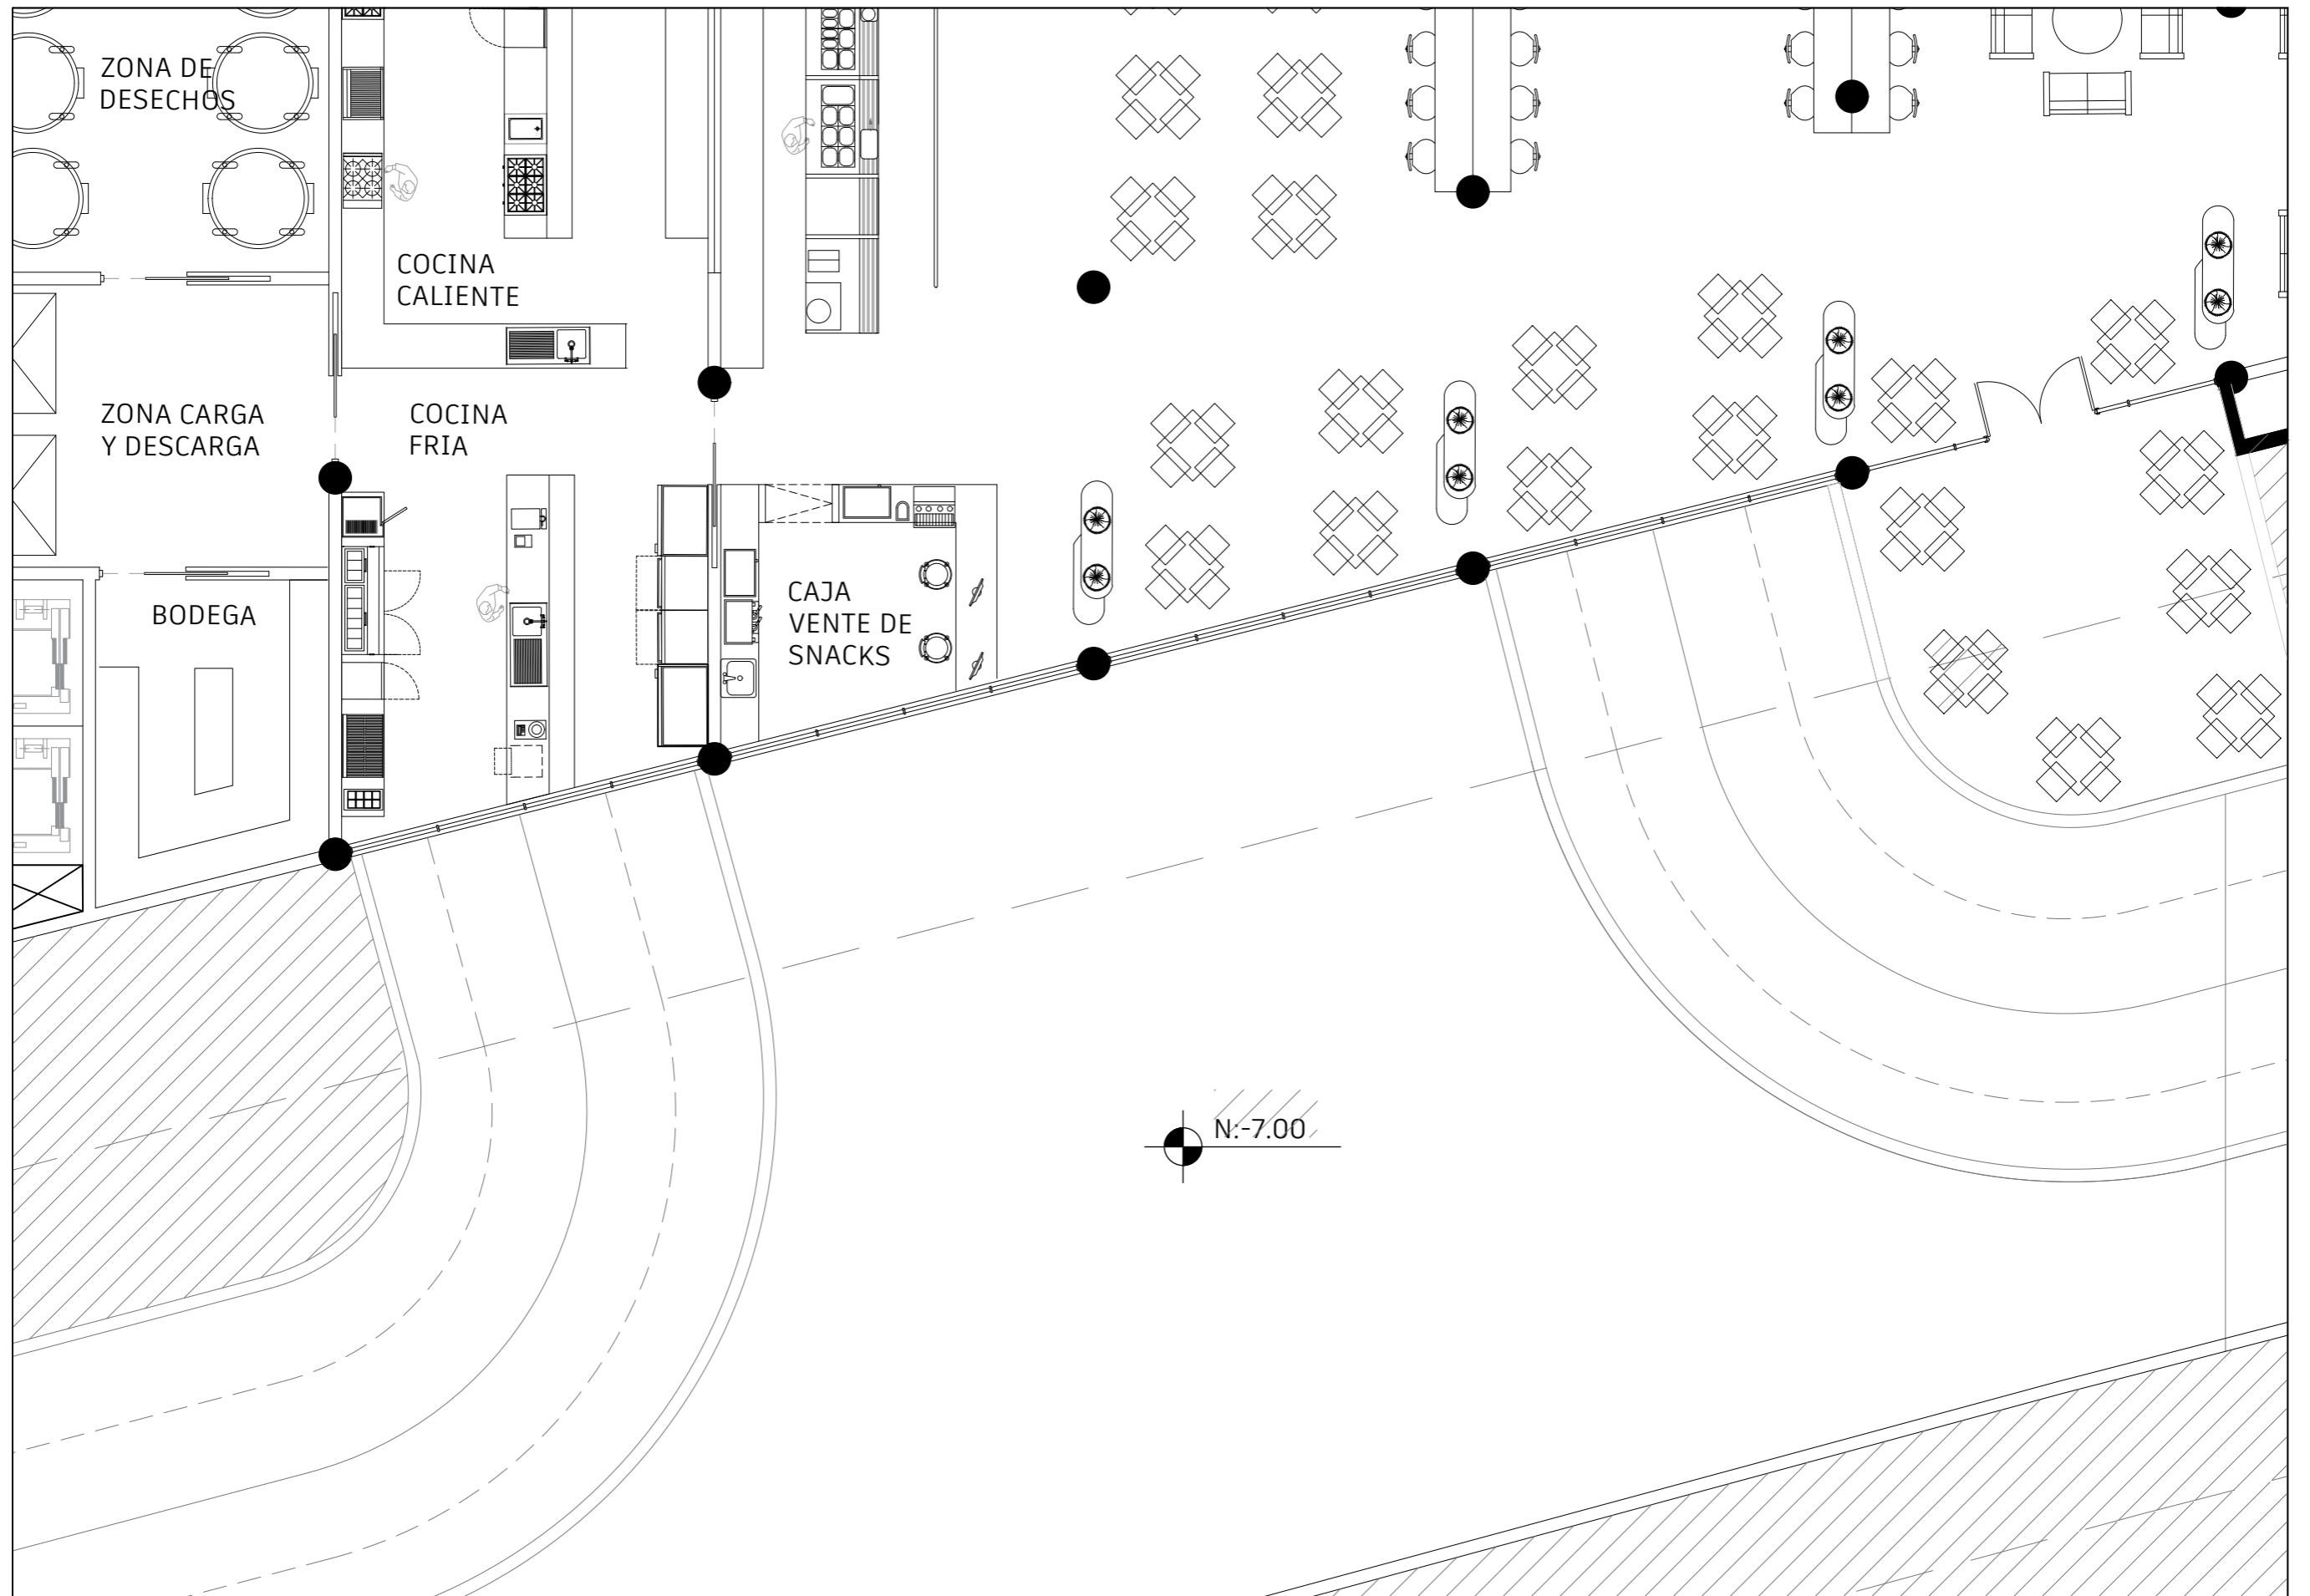 ZONA DE
DESECHOS
COCINA
CALIENTE
ZONA CARGA
Y DESCARGA
COCINA
FRIA
BODEGA
CAJA
VENTE DE
SNACKS
N.:-7.00